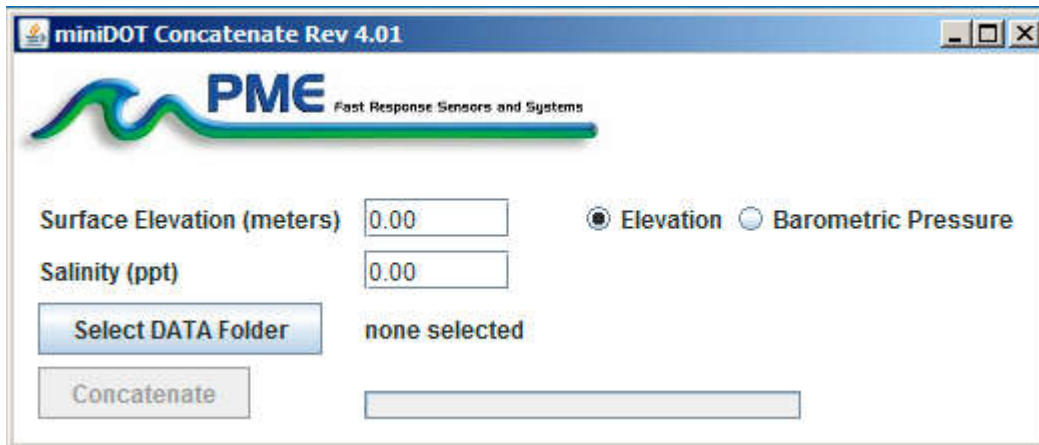 miniDOT Concatenate Rev 4.01
PME Fast Response Sensors and Systems
Surface Elevation (meters) 0.00 Elevation Barometric Pressure
Salinity (ppt) 0.00
Select DATA Folder none selected
Concatenate